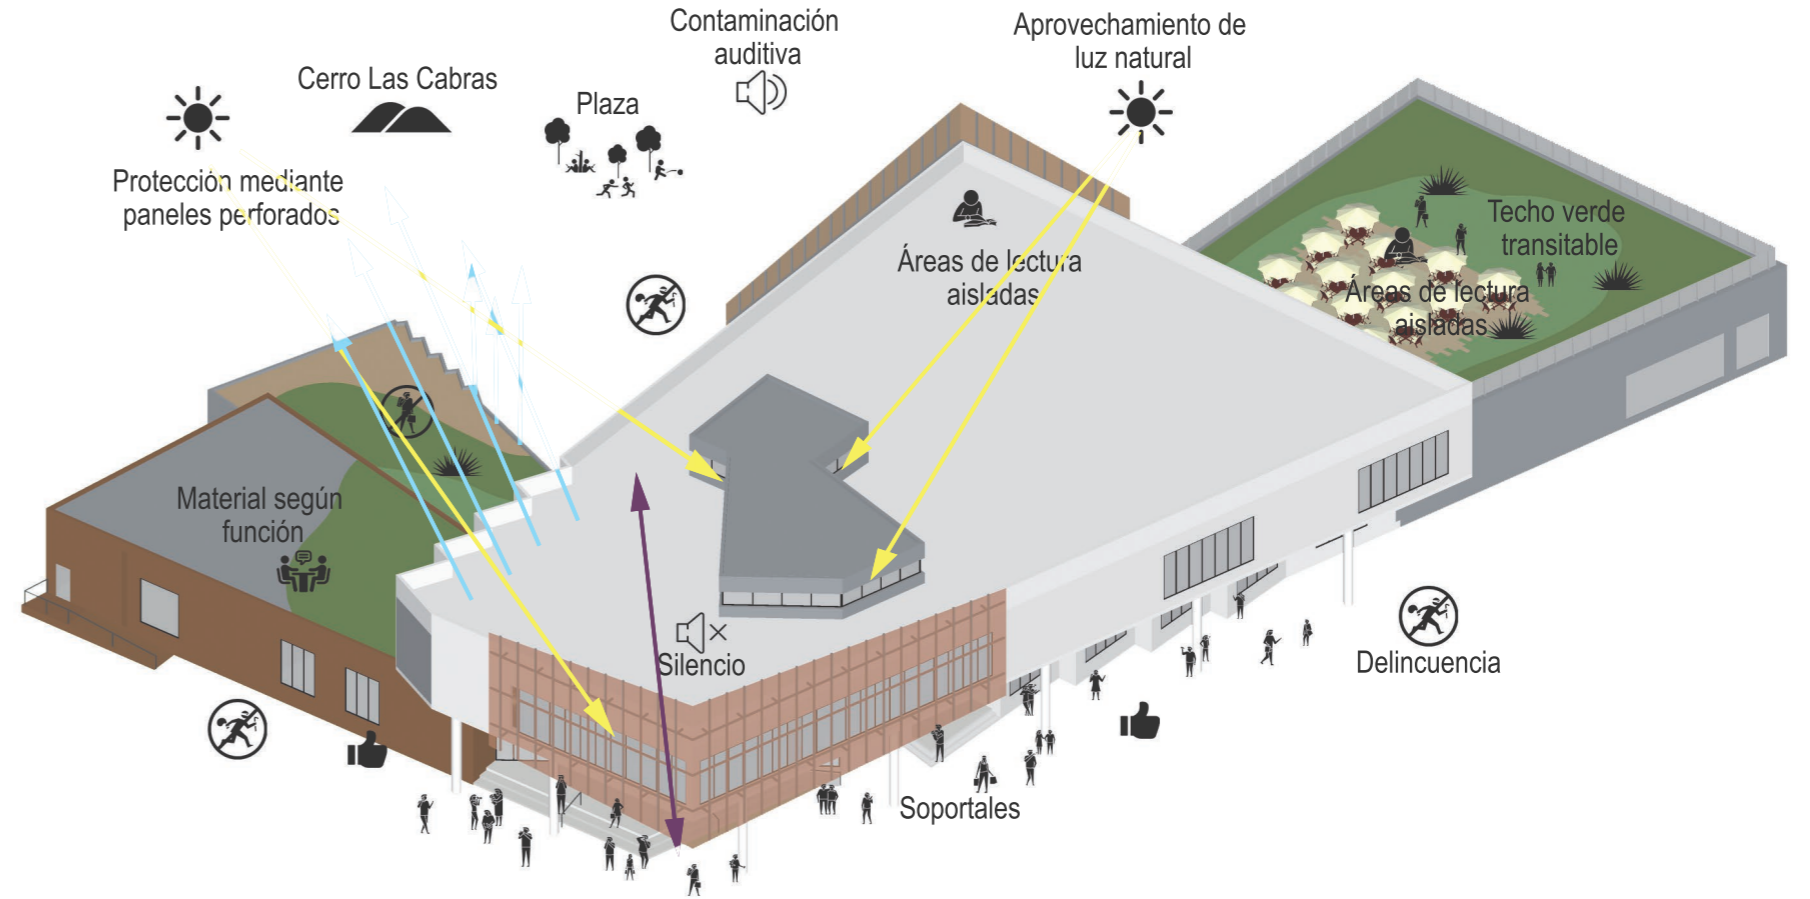 Contaminación
auditiva
Aprovechamiento de
luz natural
Cerro Las Cabras
Plaza
Protección mediante
paneles perforados
Techo verde
transitable
Áreas de lectura
aisladas
Áreas de lectura
aisladas
Material según
función
Silencio
Delincuencia
Soportales